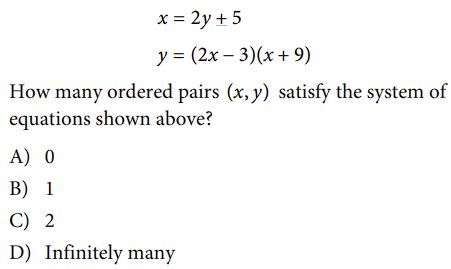 x = 2y + 5
y = (2x – 3)(x + 9)
How many ordered pairs (x, y) satisfy the system of
equations shown above?
A) 0
B) 1
C) 2
D) Infinitely many